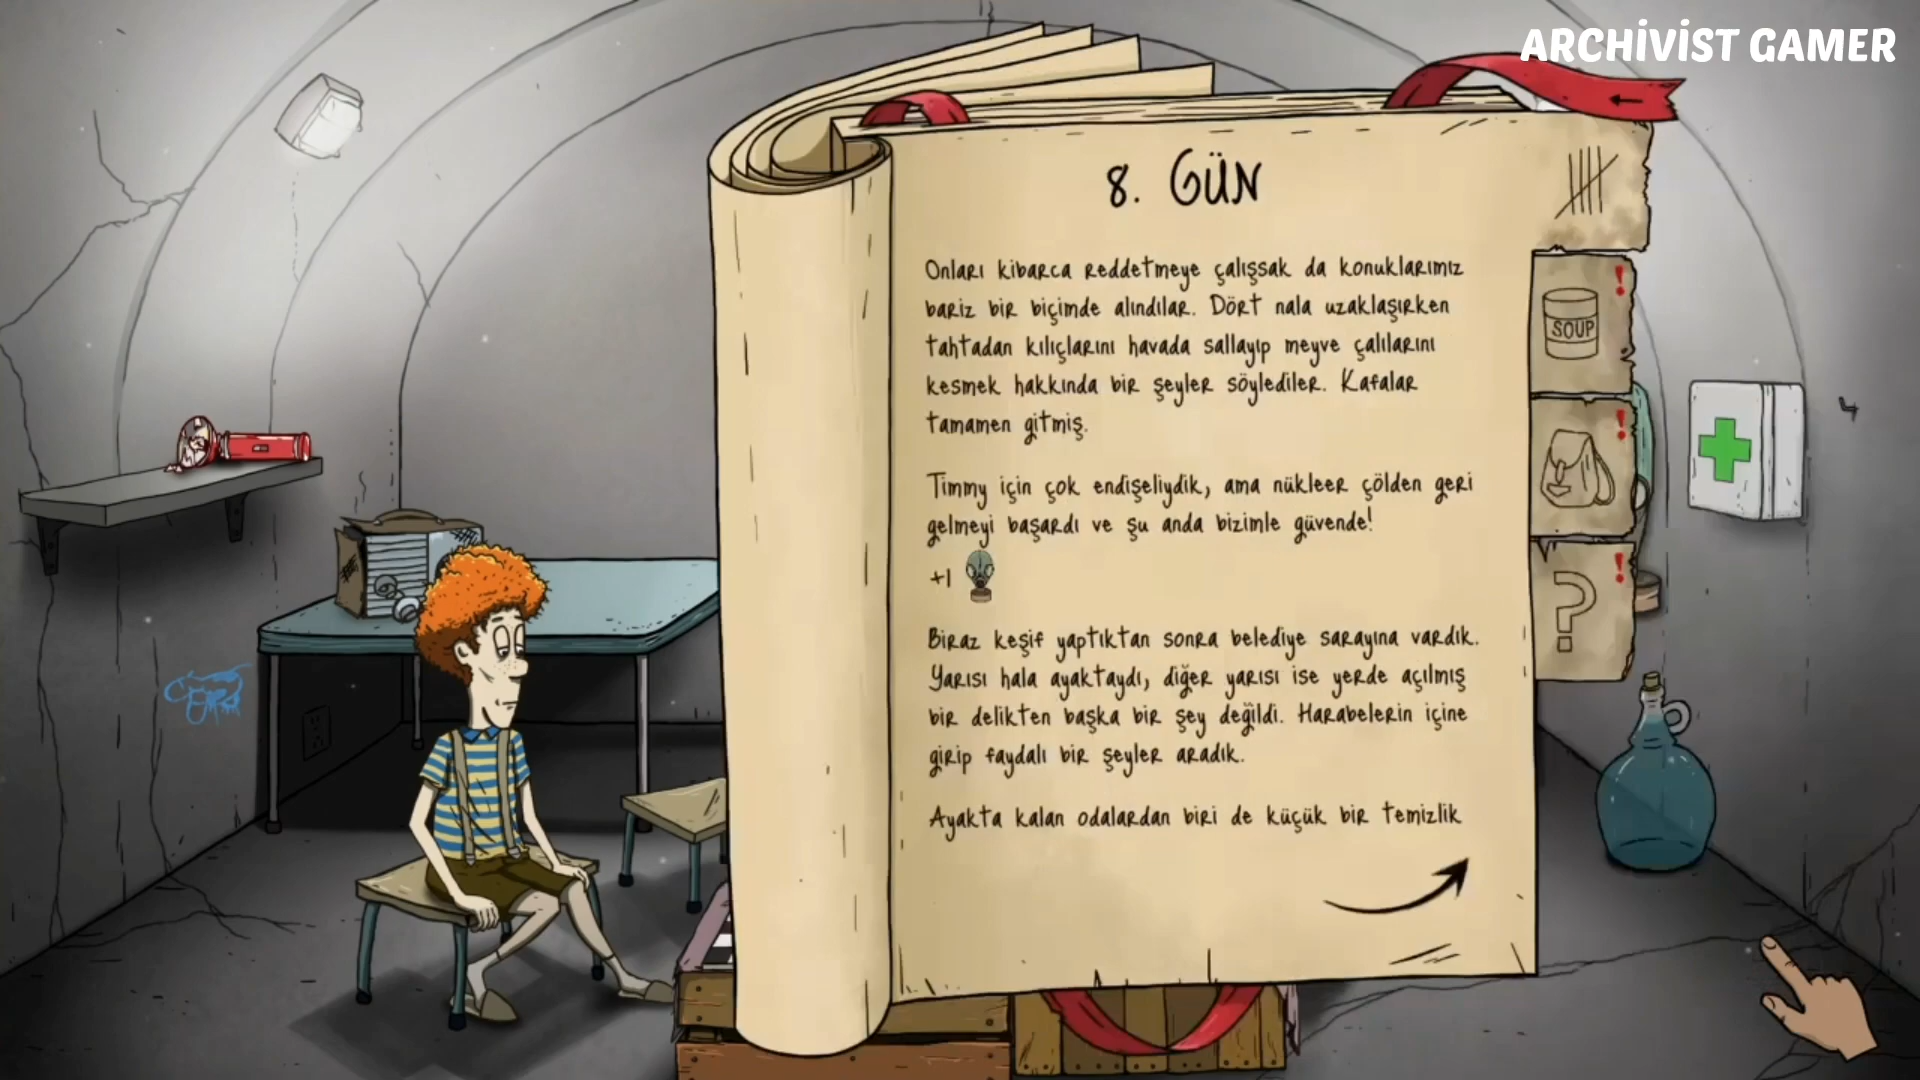 ARCHİVİST GAMER
8. GÜN
Onları kibarca reddetmeye çalışsak da konuklarımız
bariz bir biçimde alındılar. Dört nala uzaklaşırken
tahtadan kılıçlarını havada sallayıp meyve çalılarını
kesmek hakkında bir şeyler söylediler. Kafalar
tamamen gitmiş.
Timmy için çok endişeliydik, ama nükleer çölden geri
gelmeyi başardı ve şu anda bizimle güvende!
+1
Biraz keşif yaptıktan sonra belediye sarayına vardık.
Yarısı hala ayaktaydı, diğer yarısı ise yerde açılmış
bir delikten başka bir şey değildi. Harabelerin içine
girip faydalı bir şeyler aradık.
Ayakta kalan odalardan biri de küçük bir temizlik
!
SOUP
!
!
?